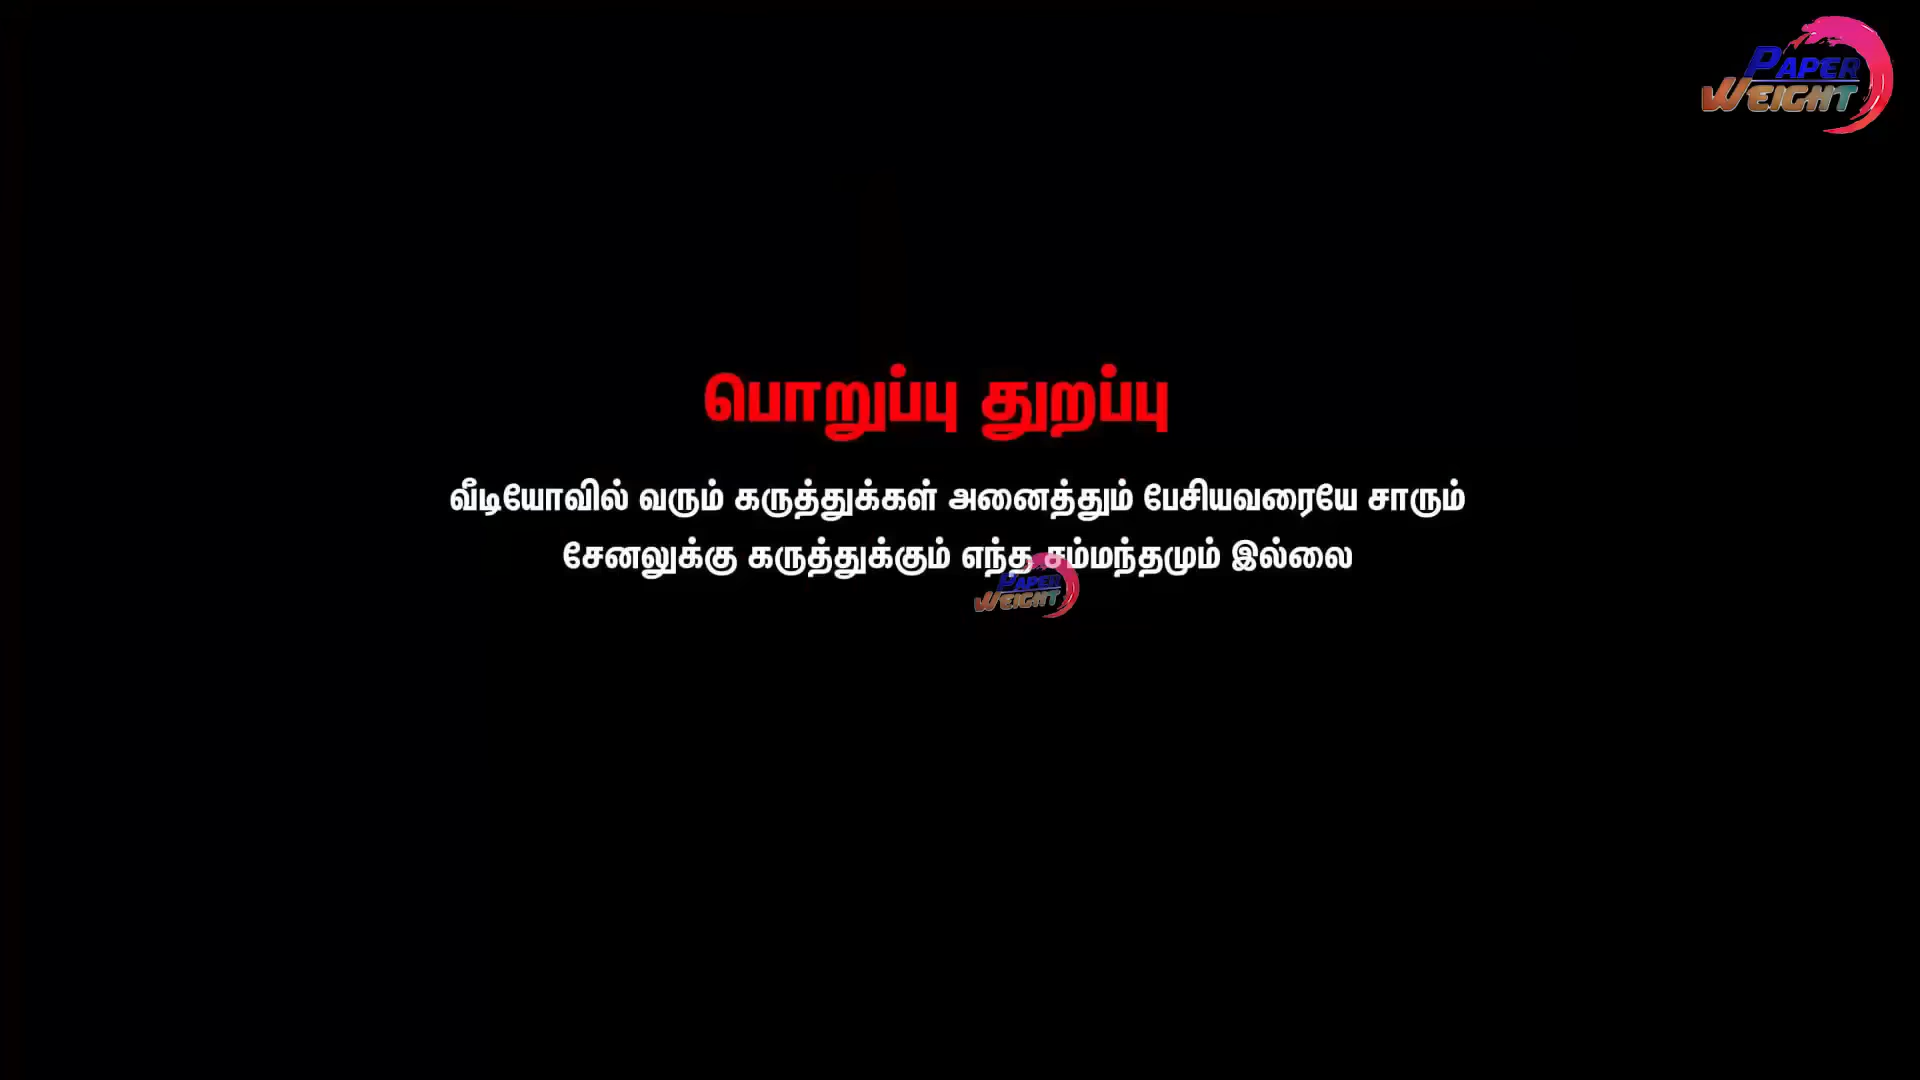 PAPER
WEIGHT
பொறுப்பு துறப்பு
வீடியோவில் வரும் கருத்துக்கள் அனைத்தும் பேசியவரையே சாரும்
சேனலுக்கு கருத்துக்கும் எந்த சம்மந்தமும் இல்லை
PAPER
WEIGHT